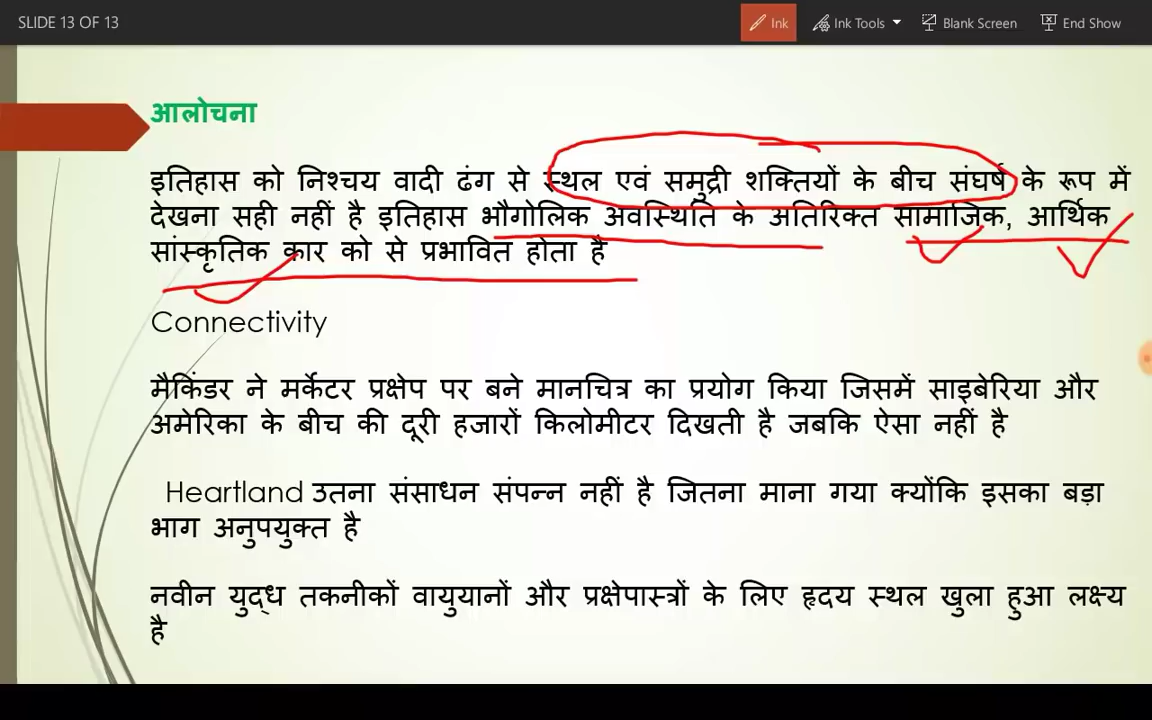 SLIDE 13 OF 13
Ink
Ink Tools
Blank Screen
End Show
आलोचना
इतिहास को निश्चय वादी ढंग से स्थल एवं समुद्री शक्तियों के बीच संघर्ष के रूप में
देखना सही नहीं है इतिहास भौगोलिक अवस्थिति के अतिरिक्त सामाजिक, आर्थिक
सांस्कृतिक कार को से प्रभावित होता है
Connectivity
मैकिंडर ने मर्केटर प्रक्षेप पर बने मानचित्र का प्रयोग किया जिसमें साइबेरिया और
अमेरिका के बीच की दूरी हजारों किलोमीटर दिखती है जबकि ऐसा नहीं है
Heartland उतना संसाधन संपन्न नहीं है जितना माना गया क्योंकि इसका बड़ा
भाग अनुपयुक्त है
नवीन युद्ध तकनीकों वायुयानों और प्रक्षेपास्त्रों के लिए हृदय स्थल खुला हुआ लक्ष्य
है